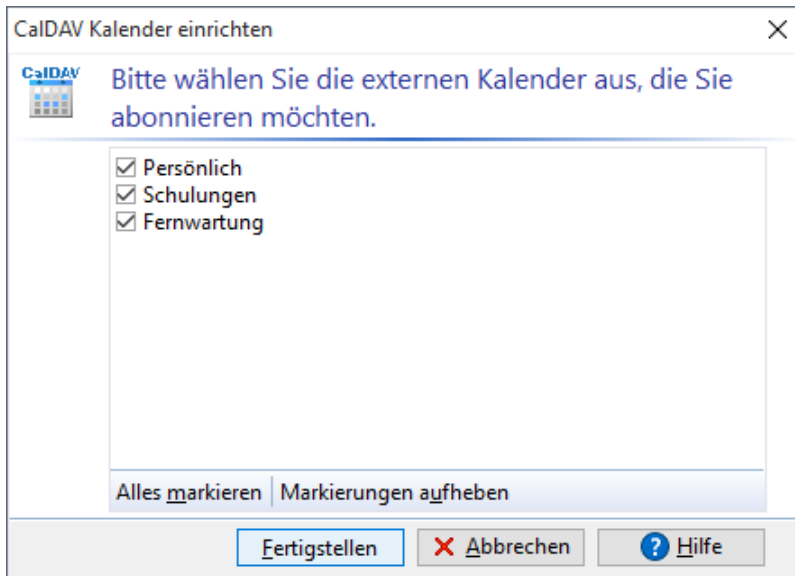 CalDAV Kalender einrichten
CalDAV
Bitte wählen Sie die externen Kalender aus, die Sie
abonnieren möchten.
Persönlich
Schulungen
Fernwartung
Alles markieren Markierungen aufheben
Fertigstellen Abbrechen ? Hilfe